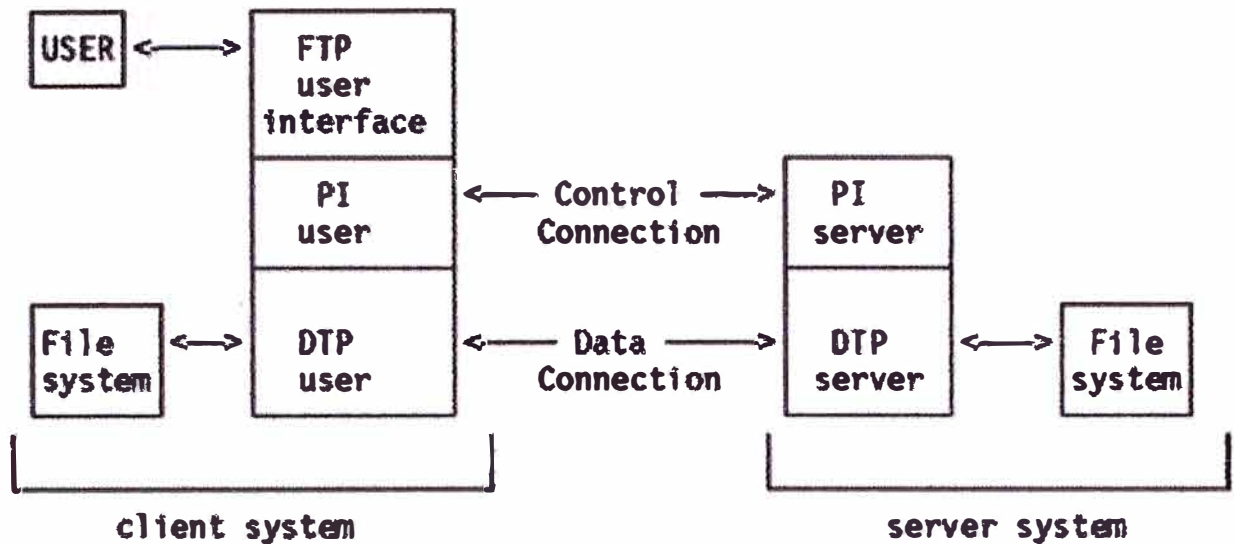 USER
FTP
user
interface
PI
user
Control
Connection
PI
server
File
system
DTP
user
Data
Connection
DTP
server
File
system
client system
server system